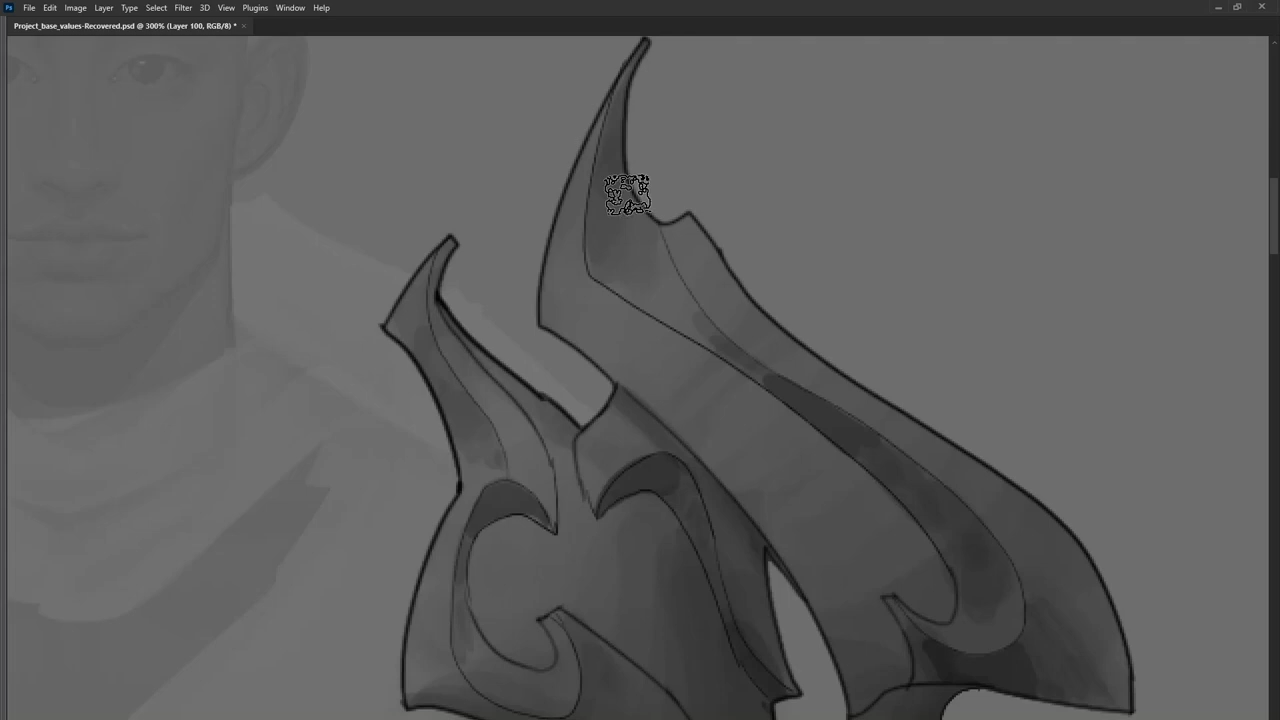 Ps File Edit Image Layer Type Select Filter 3D View Plugins Window Help
Project_base_values-Recovered.psd @ 300% (Layer 100, RGB/8) * ×